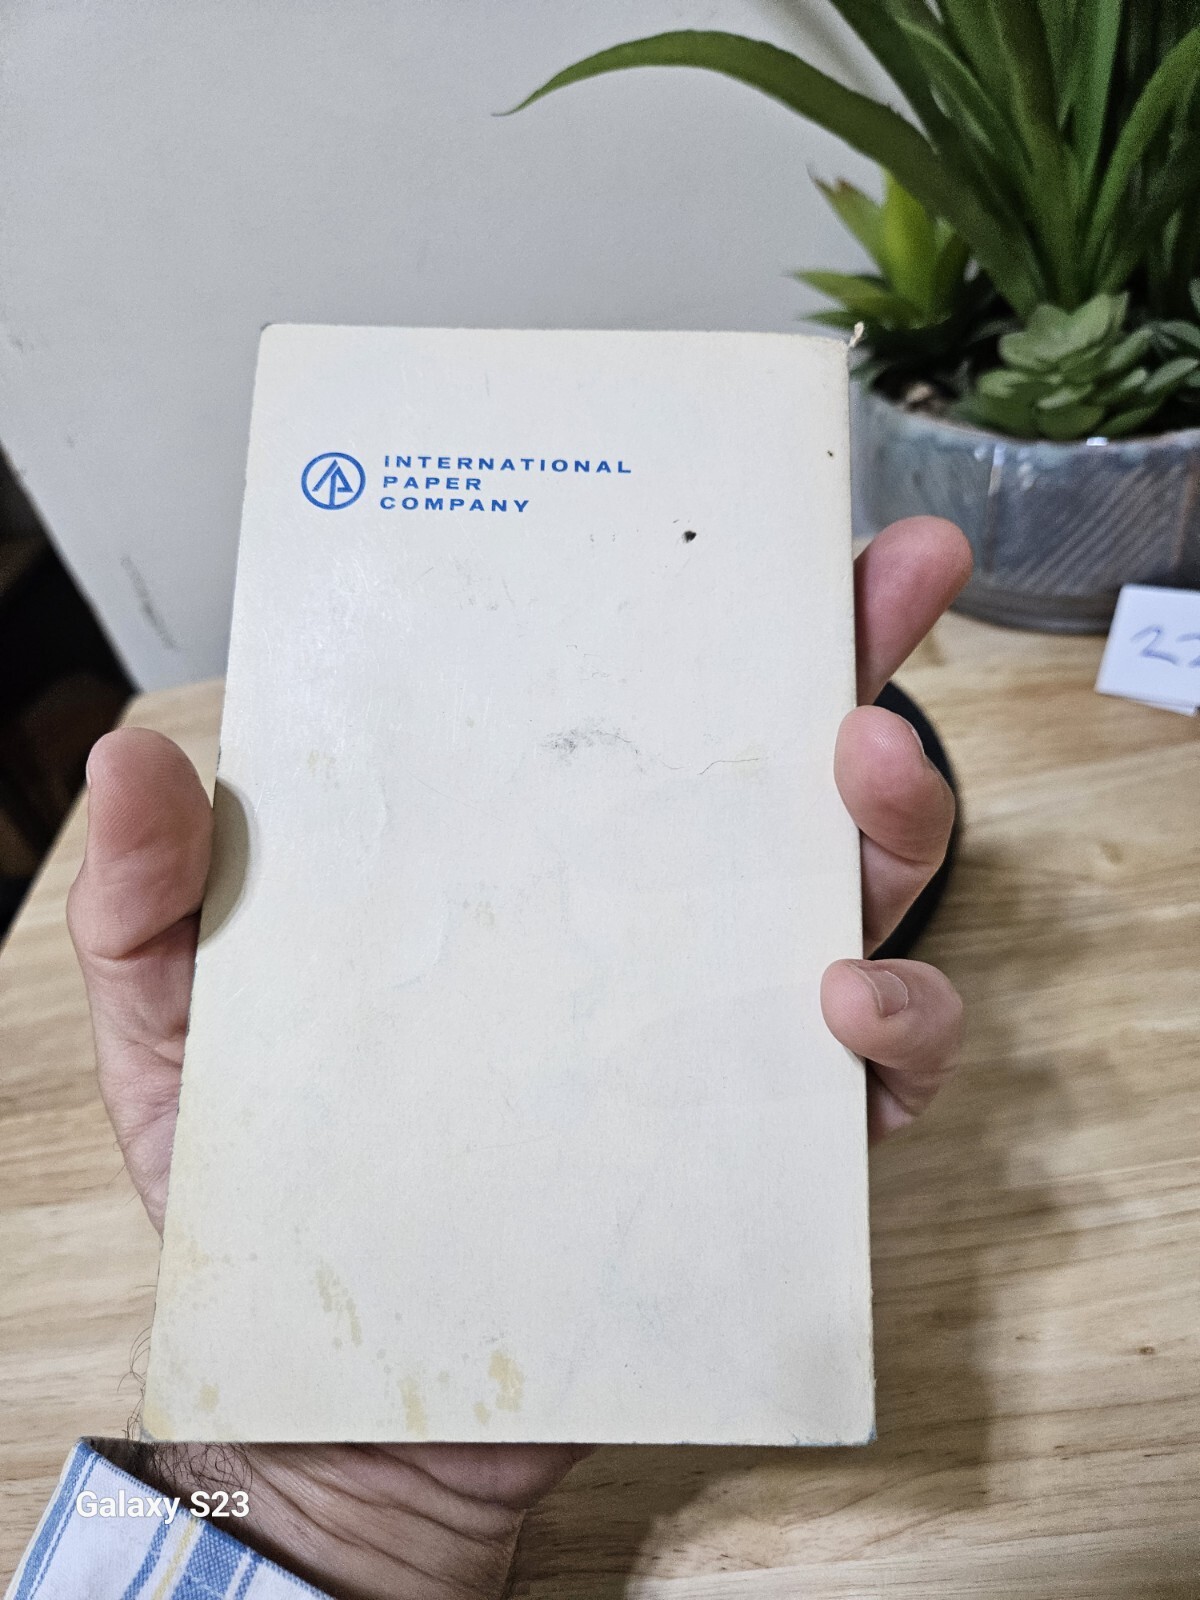 INTERNATIONAL
PAPER
COMPANY
Galaxy S23